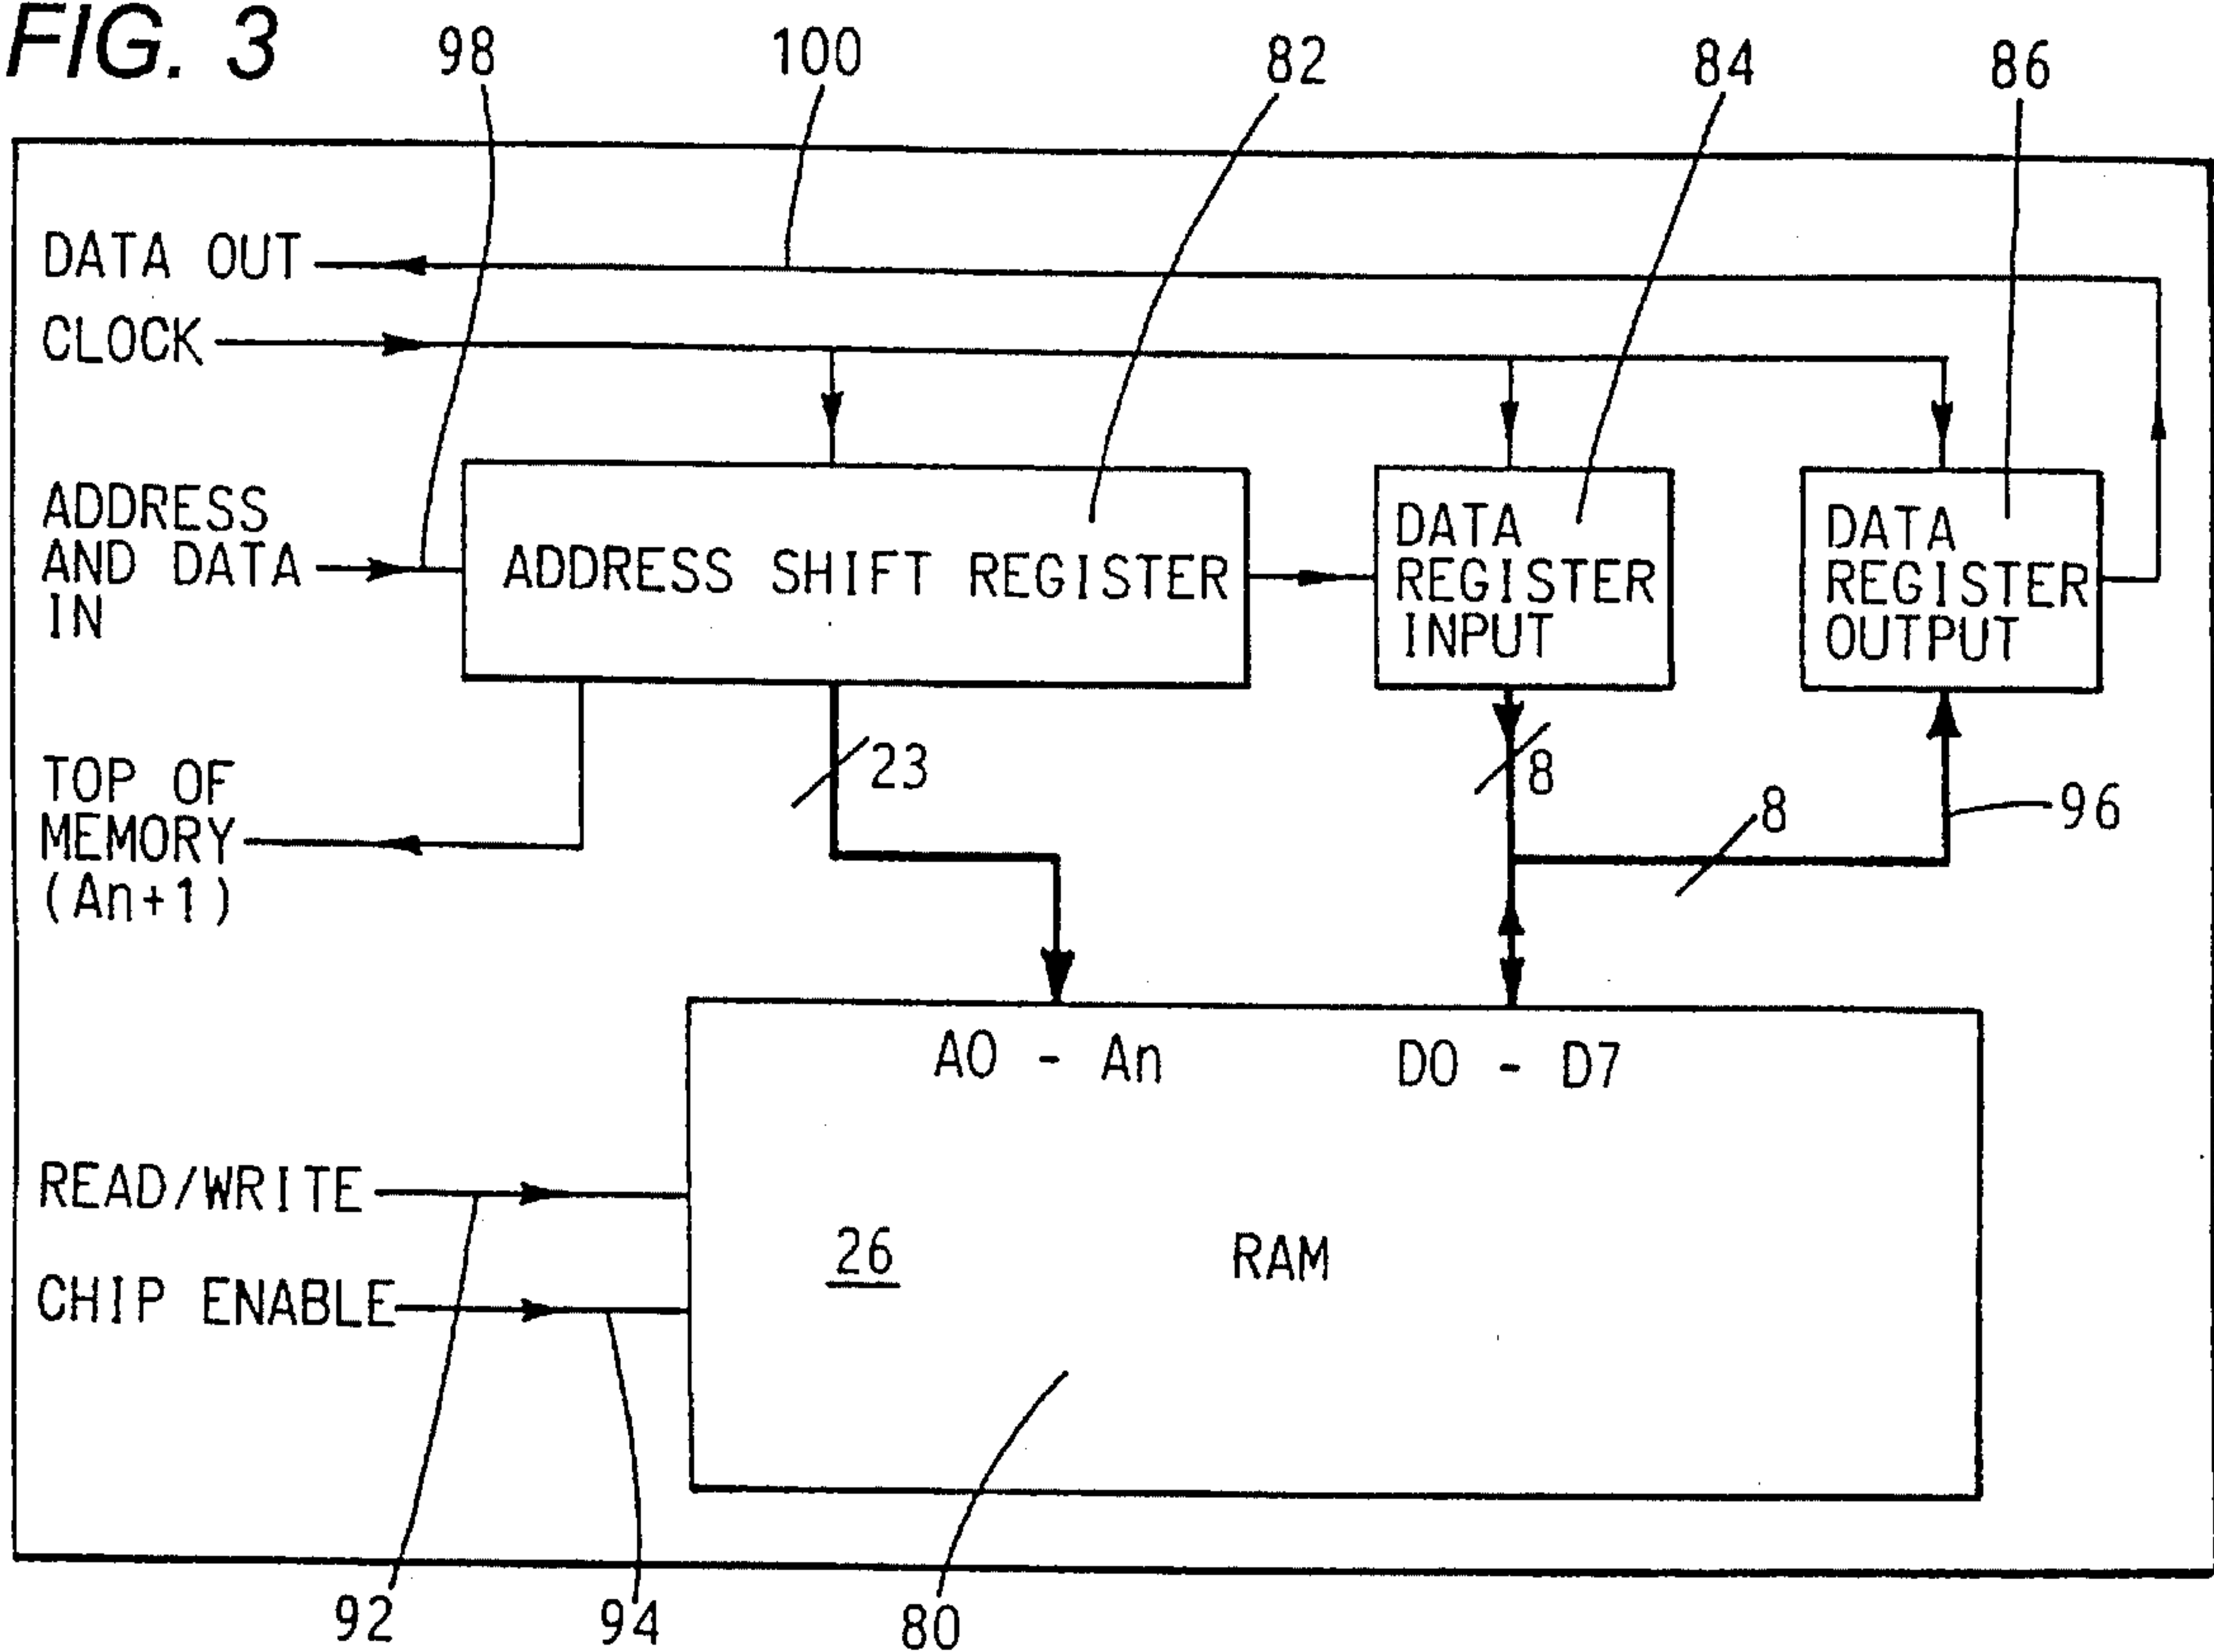 FIG. 3
98
100
82
84
86
DATA OUT
CLOCK
ADDRESS
AND DATA
IN
ADDRESS SHIFT REGISTER
DATA
REGISTER
INPUT
DATA
REGISTER
OUTPUT
TOP OF
MEMORY
(An+1)
23
8
8
96
A0 - An
D0 - D7
READ/WRITE
CHIP ENABLE
26
RAM
92
94
80